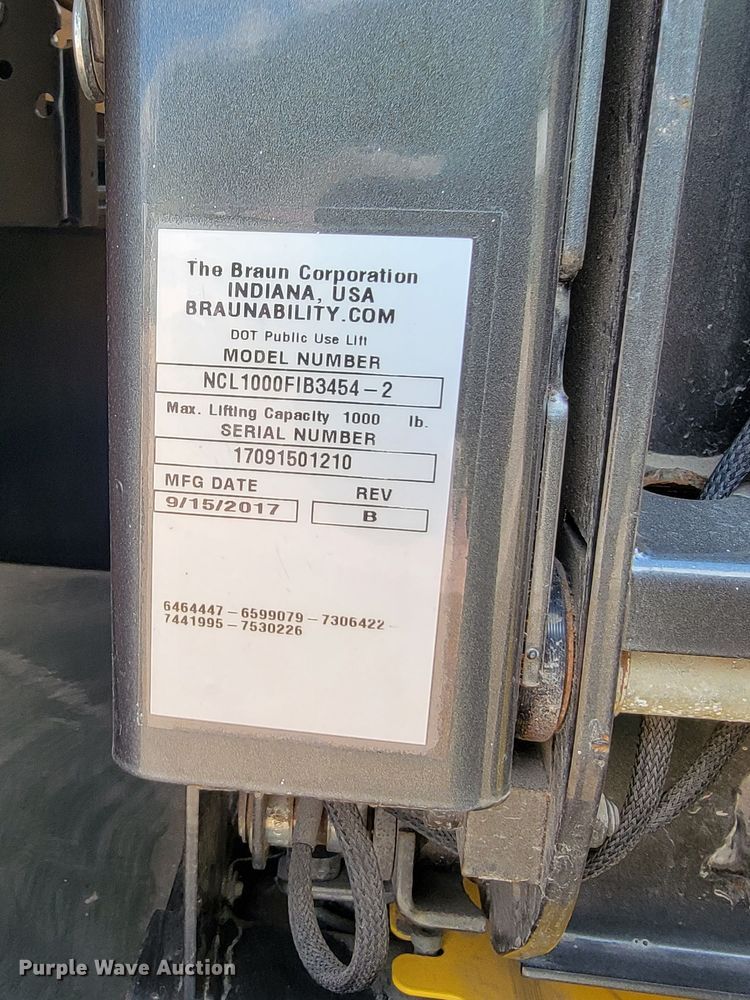 The Braun Corporation
INDIANA, USA
BRAUNABILITY.COM
DOT Public Use Lift
MODEL NUMBER
NCL1000FIB3454-2
Max. Lifting Capacity 1000 lb.
SERIAL NUMBER
17091501210
MFG DATE REV
9/15/2017 B
6464447-6599079-7306422-
7441995-7530226
Purple Wave Auction